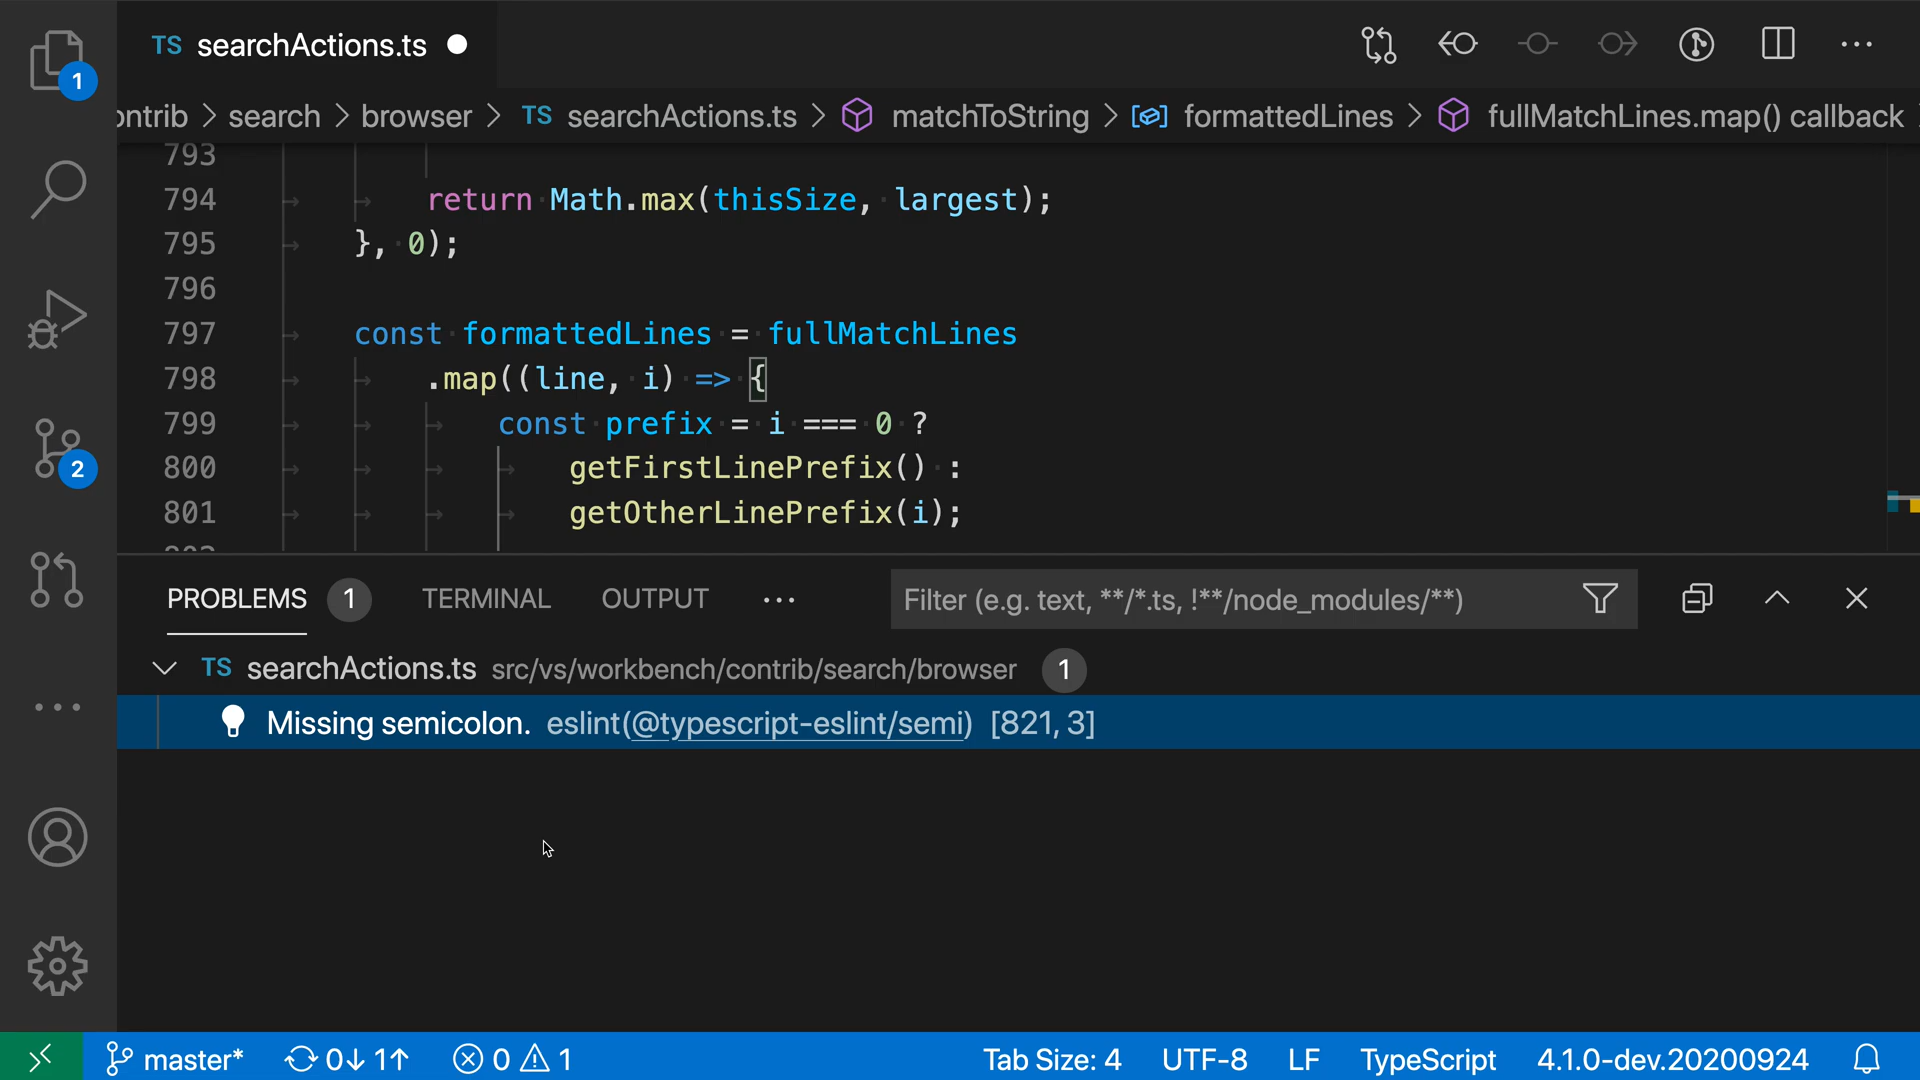 TS searchActions.ts
1
ontrib > search > browser > TS searchActions.ts > matchToString > formattedLines > fullMatchLines.map() callback
793
794 return Math.max(thisSize, largest);
795 }, 0);
796
797 const formattedLines = fullMatchLines
798 .map((line, i) => {
799 const prefix = i === 0 ?
800 getFirstLinePrefix() :
801 getOtherLinePrefix(i);
2
PROBLEMS 1 TERMINAL OUTPUT ··· Filter (e.g. text, **/*.ts, !**/node_modules/**)
TS searchActions.ts src/vs/workbench/contrib/search/browser 1
Missing semicolon. eslint(@typescript-eslint/semi) [821, 3]
master* 0↓ 1↑ 0 1 Tab Size: 4 UTF-8 LF TypeScript 4.1.0-dev.20200924